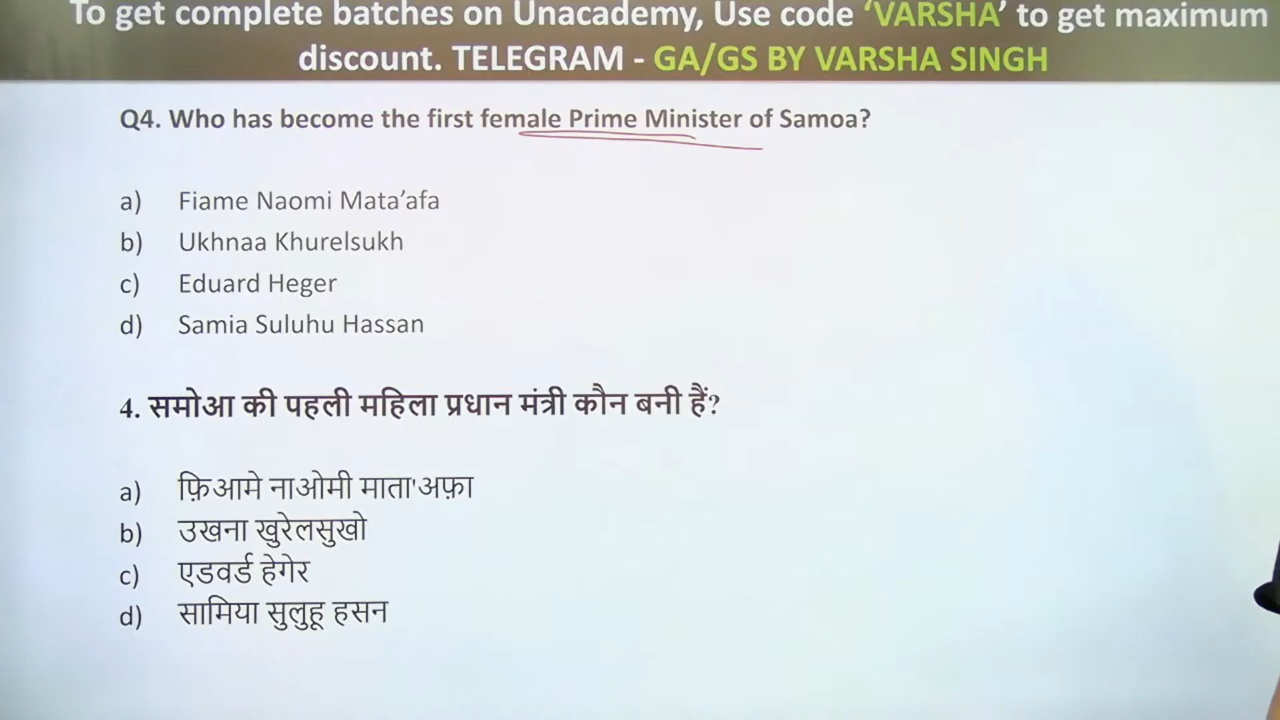 To get complete batches on Unacademy, Use code ‘VARSHA’ to get maximum
discount. TELEGRAM - GA/GS BY VARSHA SINGH
Q4. Who has become the first female Prime Minister of Samoa?
a) Fiame Naomi Mata’afa
b) Ukhnaa Khurelsukh
c) Eduard Heger
d) Samia Suluhu Hassan
4. समोआ की पहली महिला प्रधान मंत्री कौन बनी हैं?
a) फ़िआमे नाओमी माता'अफ़ा
b) उखना खुरेलसुखो
c) एडवर्ड हेगेर
d) सामिया सुलुहू हसन